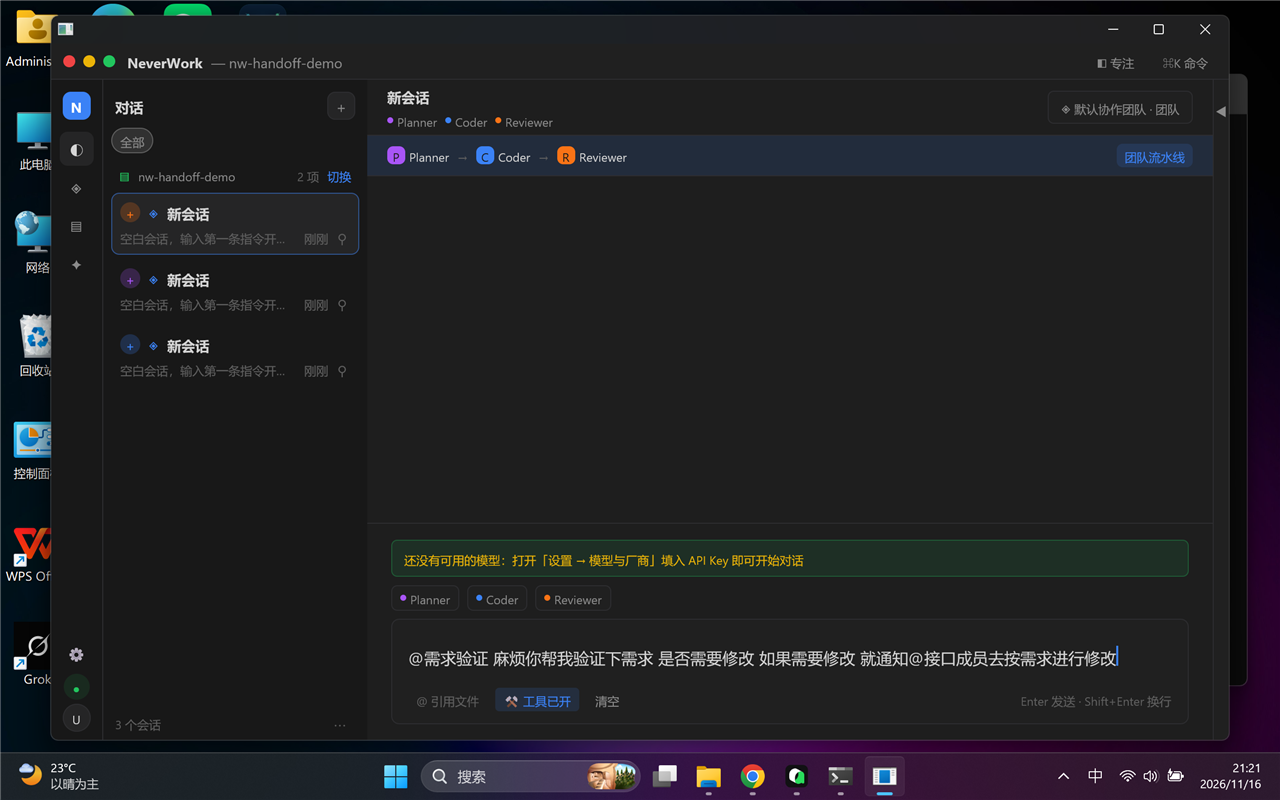 Adminis
此电脑
网络
回收站
控制面
WPS Of
Grok
NeverWork — nw-handoff-demo
专注
⌘K 命令
N
对话
+
全部
nw-handoff-demo
2 项 切换
+ 新会话
空白会话，输入第一条指令开... 刚刚
+ 新会话
空白会话，输入第一条指令开... 刚刚
+ 新会话
空白会话，输入第一条指令开... 刚刚
U
3 个会话
...
新会话
Planner Coder Reviewer
默认协作团队 · 团队
P Planner → C Coder → R Reviewer
团队流水线
还没有可用的模型：打开「设置 → 模型与厂商」填入 API Key 即可开始对话
Planner Coder Reviewer
@需求验证 麻烦你帮我验证下需求 是否需要修改 如果需要修改 就通知@接口成员去按需求进行修改
@ 引用文件 工具已开 清空
Enter 发送 · Shift+Enter 换行
23°C
以晴为主
搜索
中
21:21
2026/11/16